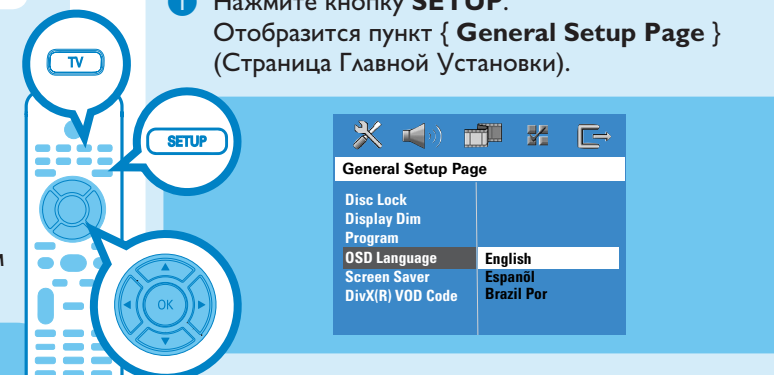 1 Нажмите кнопку SETUP.
Отобразится пункт { General Setup Page }
(Страница Главной Установки).
TV
SETUP
General Setup Page
Disc Lock
Display Dim
Program
OSD Language English
Screen Saver Espanõl
DivX(R) VOD Code Brazil Por
OK